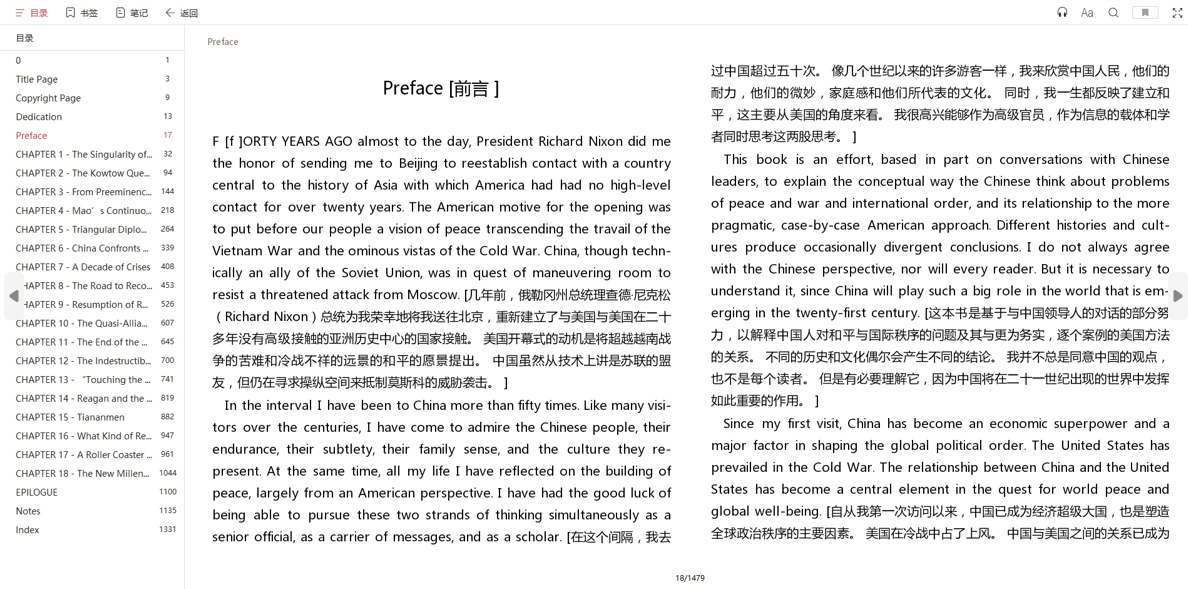 目录 书签 笔记 返回 Aa
目录
0 1
Title Page 3
Copyright Page 9
Dedication 13
Preface 17
CHAPTER 1 - The Singularity of... 32
CHAPTER 2 - The Kowtow Que... 94
CHAPTER 3 - From Preeminenc... 144
CHAPTER 4 - Mao’s Continuo... 218
CHAPTER 5 - Triangular Diplo... 264
CHAPTER 6 - China Confronts ... 339
CHAPTER 7 - A Decade of Crises 408
HAPTER 8 - The Road to Reco... 453
HAPTER 9 - Resumption of R... 526
CHAPTER 10 - The Quasi-Allia... 607
CHAPTER 11 - The End of the ... 645
CHAPTER 12 - The Indestructib... 700
CHAPTER 13 - “Touching the ... 741
CHAPTER 14 - Reagan and the ... 819
CHAPTER 15 - Tiananmen 882
CHAPTER 16 - What Kind of Re... 947
CHAPTER 17 - A Roller Coaster ... 961
CHAPTER 18 - The New Millen... 1044
EPILOGUE 1100
Notes 1135
Index 1331
Preface
Preface [前言 ]
F [f ]ORTY YEARS AGO almost to the day, President Richard Nixon did me
the honor of sending me to Beijing to reestablish contact with a country
central to the history of Asia with which America had had no high-level
contact for over twenty years. The American motive for the opening was
to put before our people a vision of peace transcending the travail of the
Vietnam War and the ominous vistas of the Cold War. China, though techn-
ically an ally of the Soviet Union, was in quest of maneuvering room to
resist a threatened attack from Moscow. [几年前，俄勒冈州总统理查德·尼克松
（Richard Nixon）总统为我荣幸地将我送往北京，重新建立了与美国与美国在二十
多年没有高级接触的亚洲历史中心的国家接触。 美国开幕式的动机是将超越越南战
争的苦难和冷战不祥的远景的和平的愿景提出。 中国虽然从技术上讲是苏联的盟
友，但仍在寻求操纵空间来抵制莫斯科的威胁袭击。 ]
In the interval I have been to China more than fifty times. Like many visi-
tors over the centuries, I have come to admire the Chinese people, their
endurance, their subtlety, their family sense, and the culture they re-
present. At the same time, all my life I have reflected on the building of
peace, largely from an American perspective. I have had the good luck of
being able to pursue these two strands of thinking simultaneously as a
senior official, as a carrier of messages, and as a scholar. [在这个间隔，我去
过中国超过五十次。 像几个世纪以来的许多游客一样，我来欣赏中国人民，他们的
耐力，他们的微妙，家庭感和他们所代表的文化。 同时，我一生都反映了建立和
平，这主要从美国的角度来看。 我很高兴能够作为高级官员，作为信息的载体和学
者同时思考这两股思考。 ]
This book is an effort, based in part on conversations with Chinese
leaders, to explain the conceptual way the Chinese think about problems
of peace and war and international order, and its relationship to the more
pragmatic, case-by-case American approach. Different histories and cult-
ures produce occasionally divergent conclusions. I do not always agree
with the Chinese perspective, nor will every reader. But it is necessary to
understand it, since China will play such a big role in the world that is em-
erging in the twenty-first century. [这本书是基于与中国领导人的对话的部分努
力，以解释中国人对和平与国际秩序的问题及其与更为务实，逐个案例的美国方法
的关系。 不同的历史和文化偶尔会产生不同的结论。 我并不总是同意中国的观点，
也不是每个读者。 但是有必要理解它，因为中国将在二十一世纪出现的世界中发挥
如此重要的作用。 ]
Since my first visit, China has become an economic superpower and a
major factor in shaping the global political order. The United States has
prevailed in the Cold War. The relationship between China and the United
States has become a central element in the quest for world peace and
global well-being. [自从我第一次访问以来，中国已成为经济超级大国，也是塑造
全球政治秩序的主要因素。 美国在冷战中占了上风。 中国与美国之间的关系已成为
18/1479